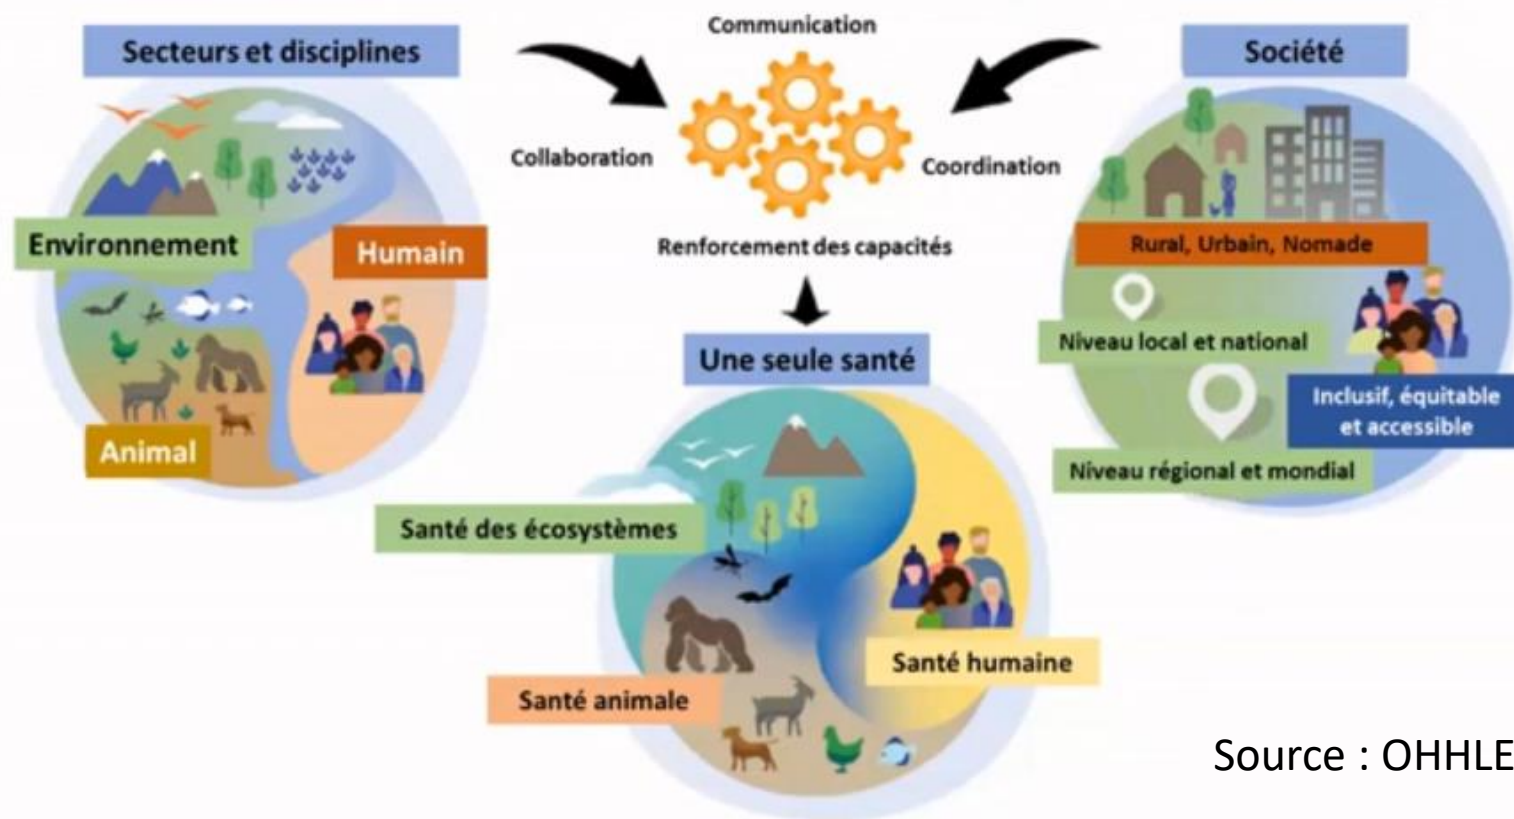 Secteurs et disciplines
Environnement
Humain
Animal
Communication
Collaboration
Coordination
Renforcement des capacités
Société
Rural, Urbain, Nomade
Niveau local et national
Inclusif, équitable
et accessible
Niveau régional et mondial
Une seule santé
Santé des écosystèmes
Santé humaine
Santé animale
Source : OHHLE